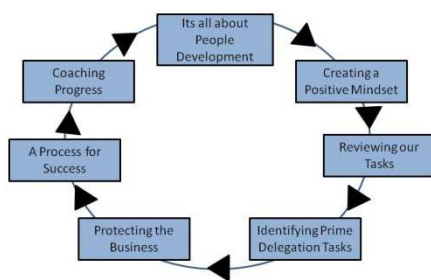 Its all about
People
Development
Creating a
Positive Mindset
Reviewing our
Tasks
Identifying Prime
Delegation Tasks
Protecting the
Business
A Process for
Success
Coaching
Progress